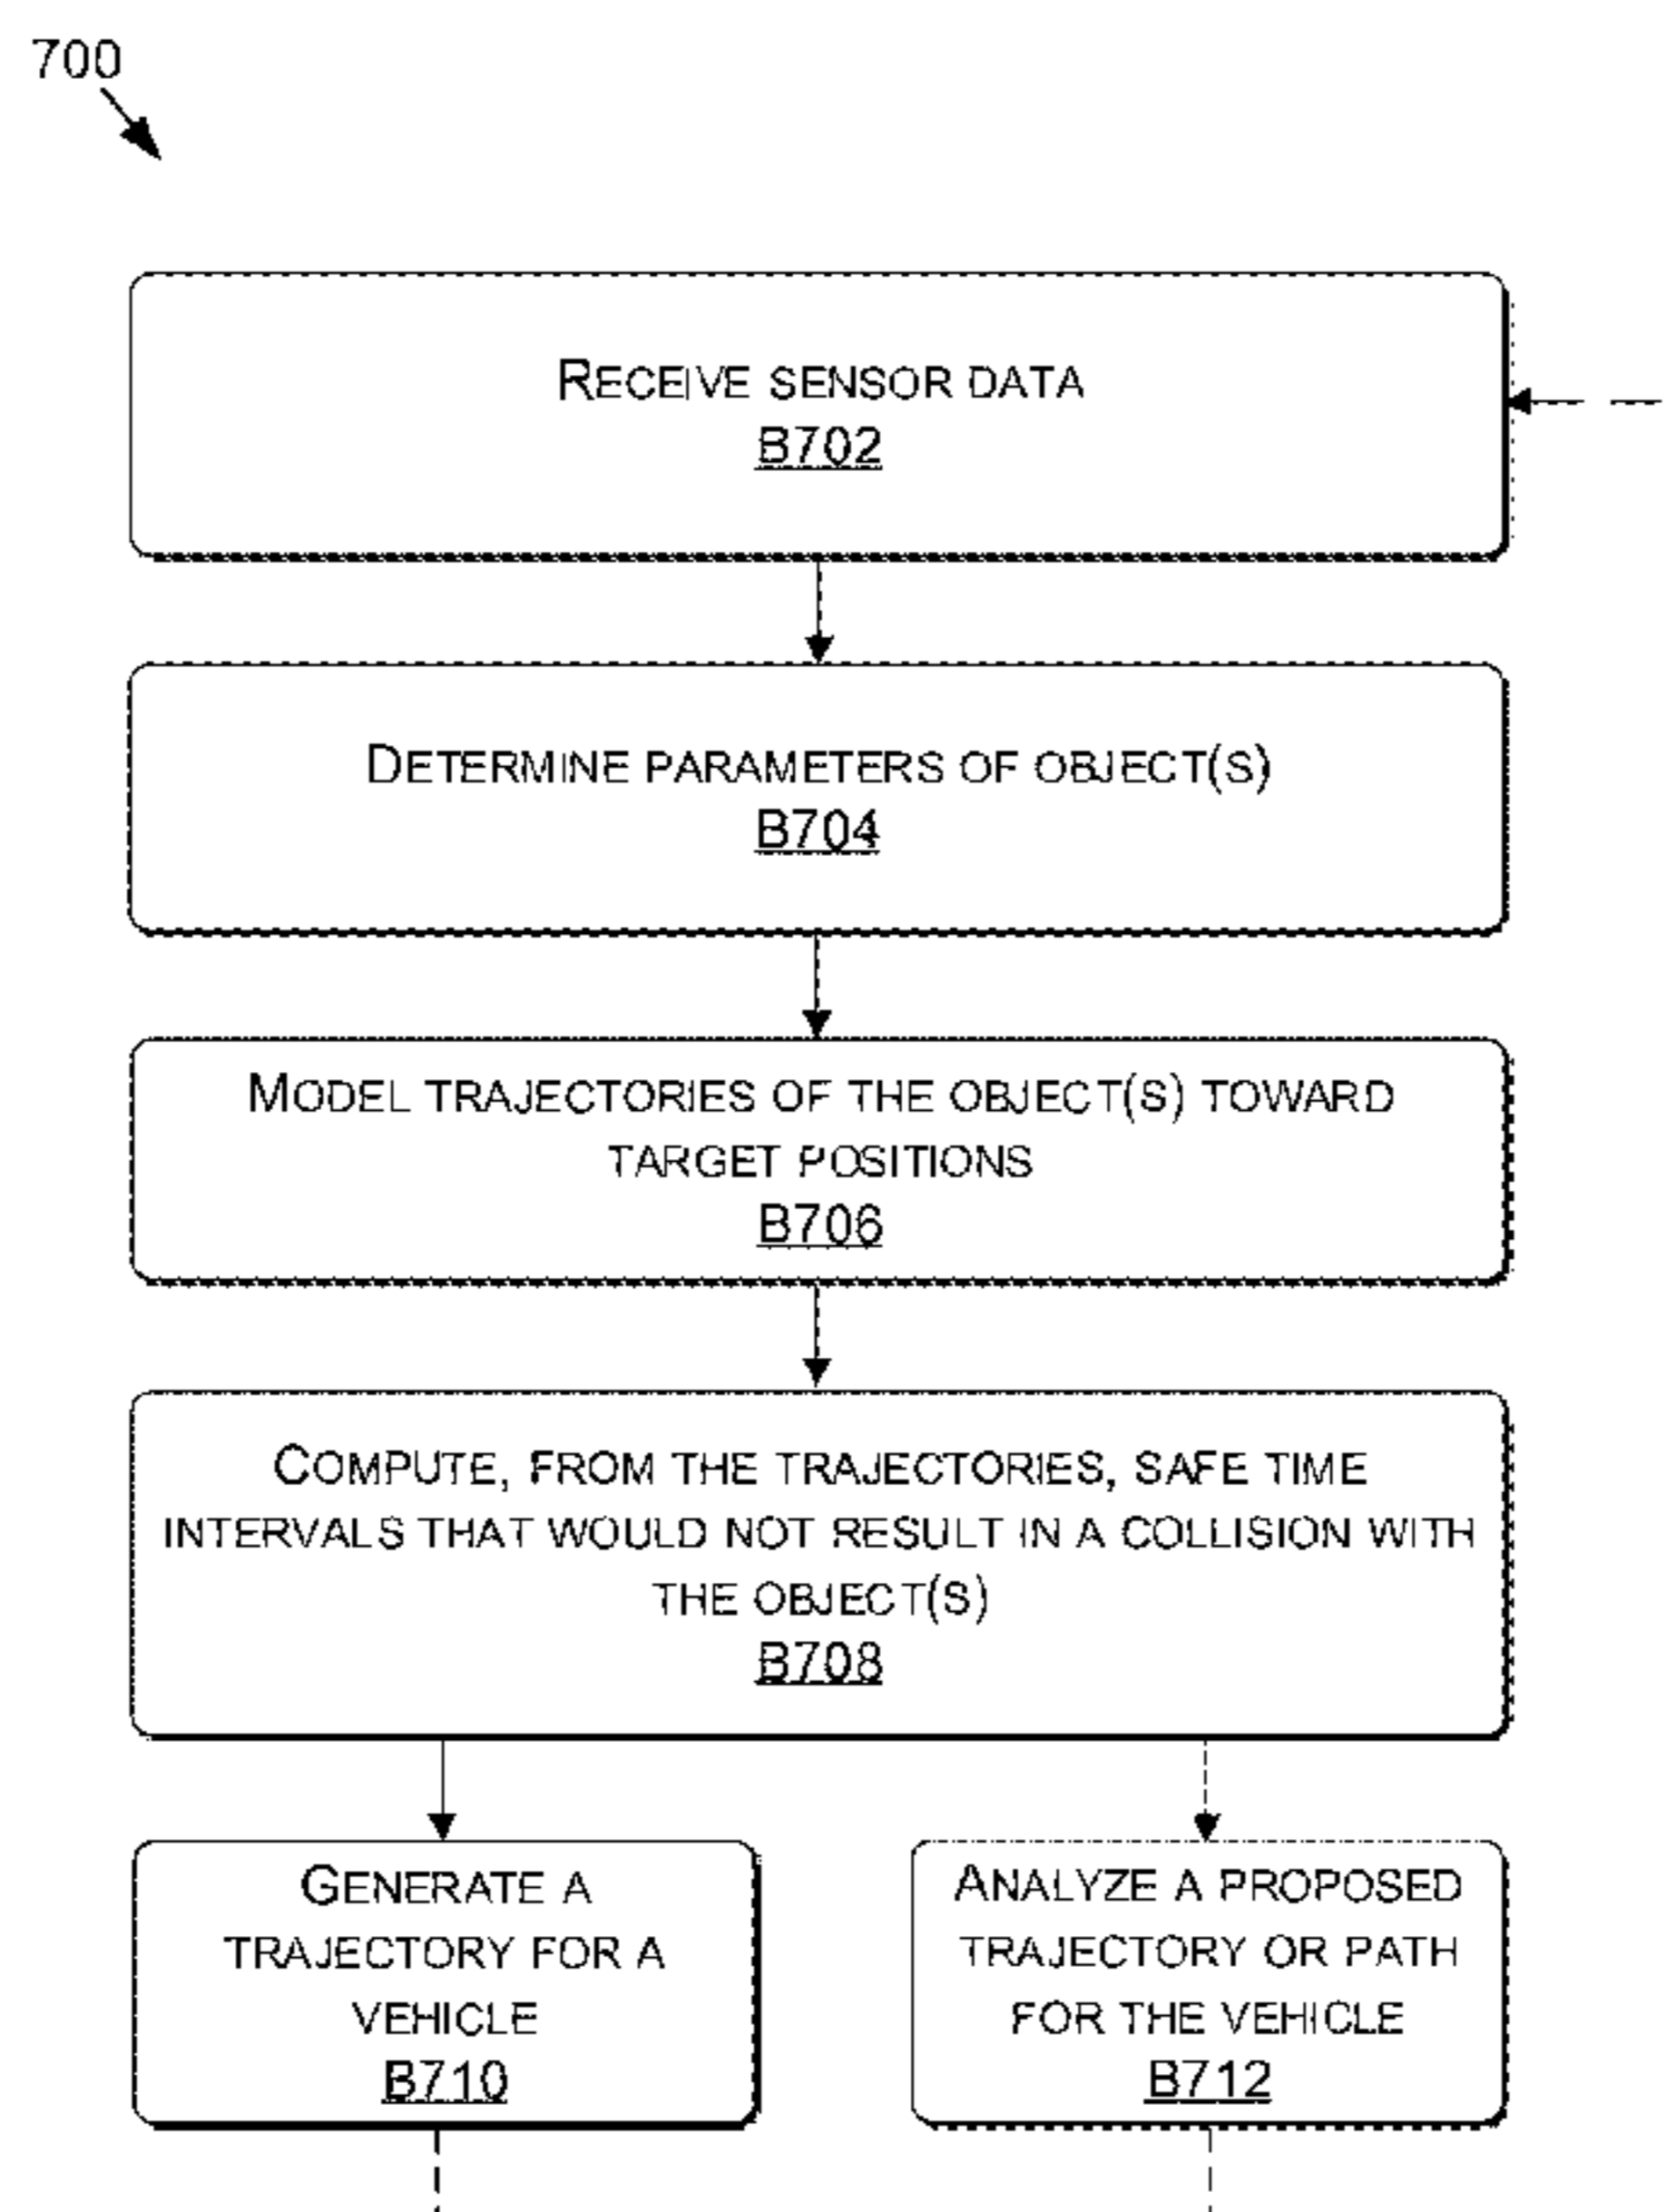 700
RECEIVE SENSOR DATA
B702
DETERMINE PARAMETERS OF OBJECT(S)
B704
MODEL TRAJECTORIES OF THE OBJECT(S) TOWARD
TARGET POSITIONS
B706
COMPUTE, FROM THE TRAJECTORIES, SAFE TIME
INTERVALS THAT WOULD NOT RESULT IN A COLLISION WITH
THE OBJECT(S)
B708
GENERATE A
TRAJECTORY FOR A
VEHICLE
B710
ANALYZE A PROPOSED
TRAJECTORY OR PATH
FOR THE VEHICLE
B712